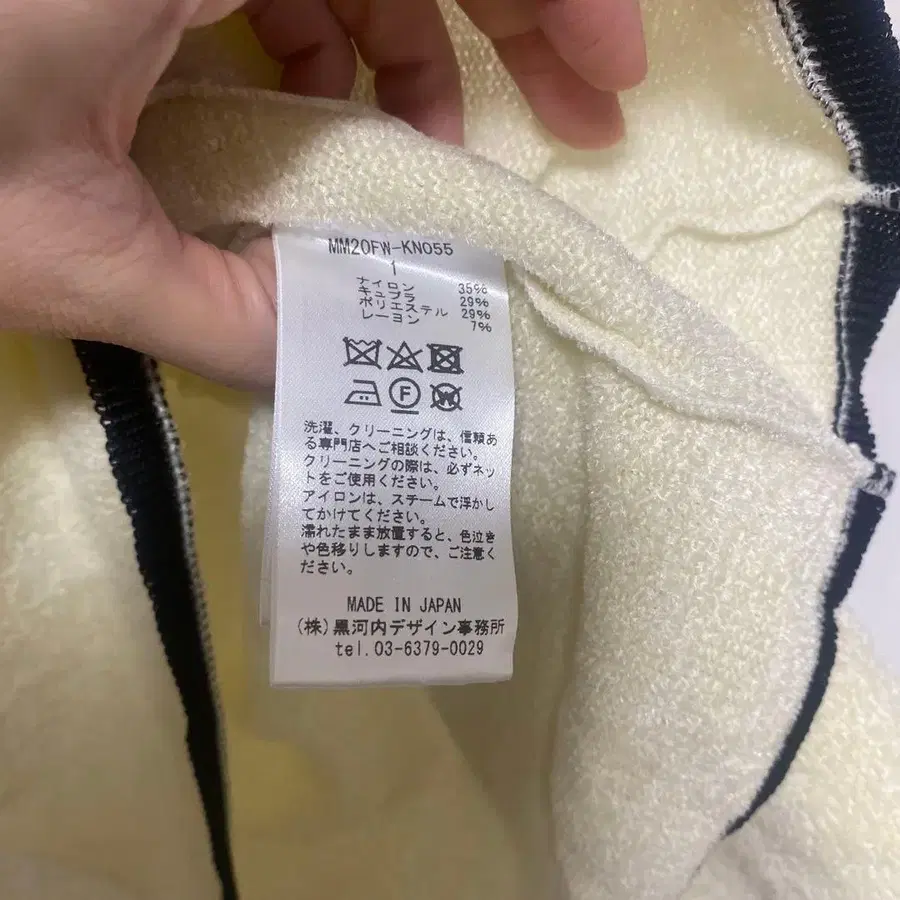 MM20FW-KN055
1
ナイロン 35%
キュプラ 29%
ポリエステル 29%
レーヨン 7%
F W
洗濯、クリーニングは、信頼あ
る専門店へご相談ください。
クリーニングの際は、必ずネッ
トをご使用ください。
アイロンは、スチームで浮かし
てかけてください。
濡れたまま放置すると、色泣き
や色移りしますので、ご注意く
ださい。
MADE IN JAPAN
(株)黒河内デザイン事務所
tel.03-6379-0029